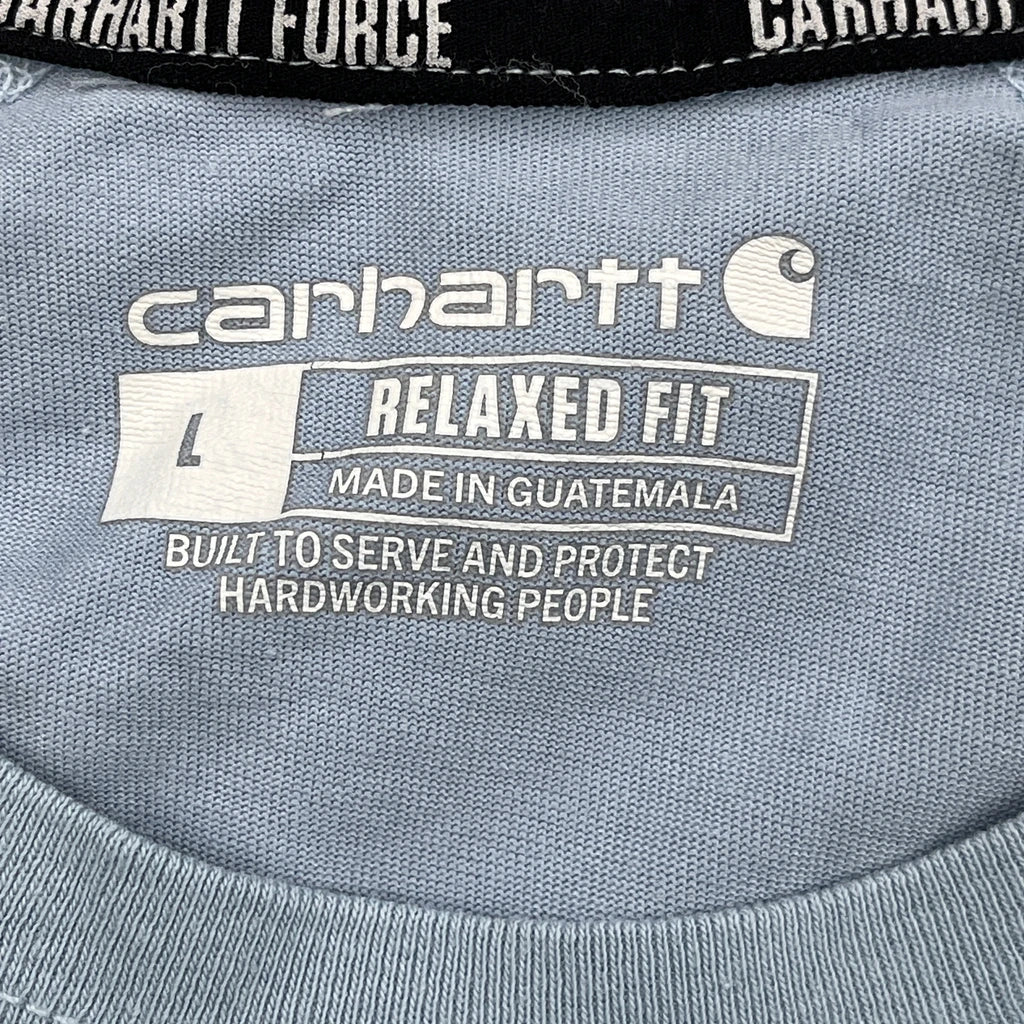 CARHARTT FORCE CARHART
carhartt
L RELAXED FIT
MADE IN GUATEMALA
BUILT TO SERVE AND PROTECT
HARDWORKING PEOPLE